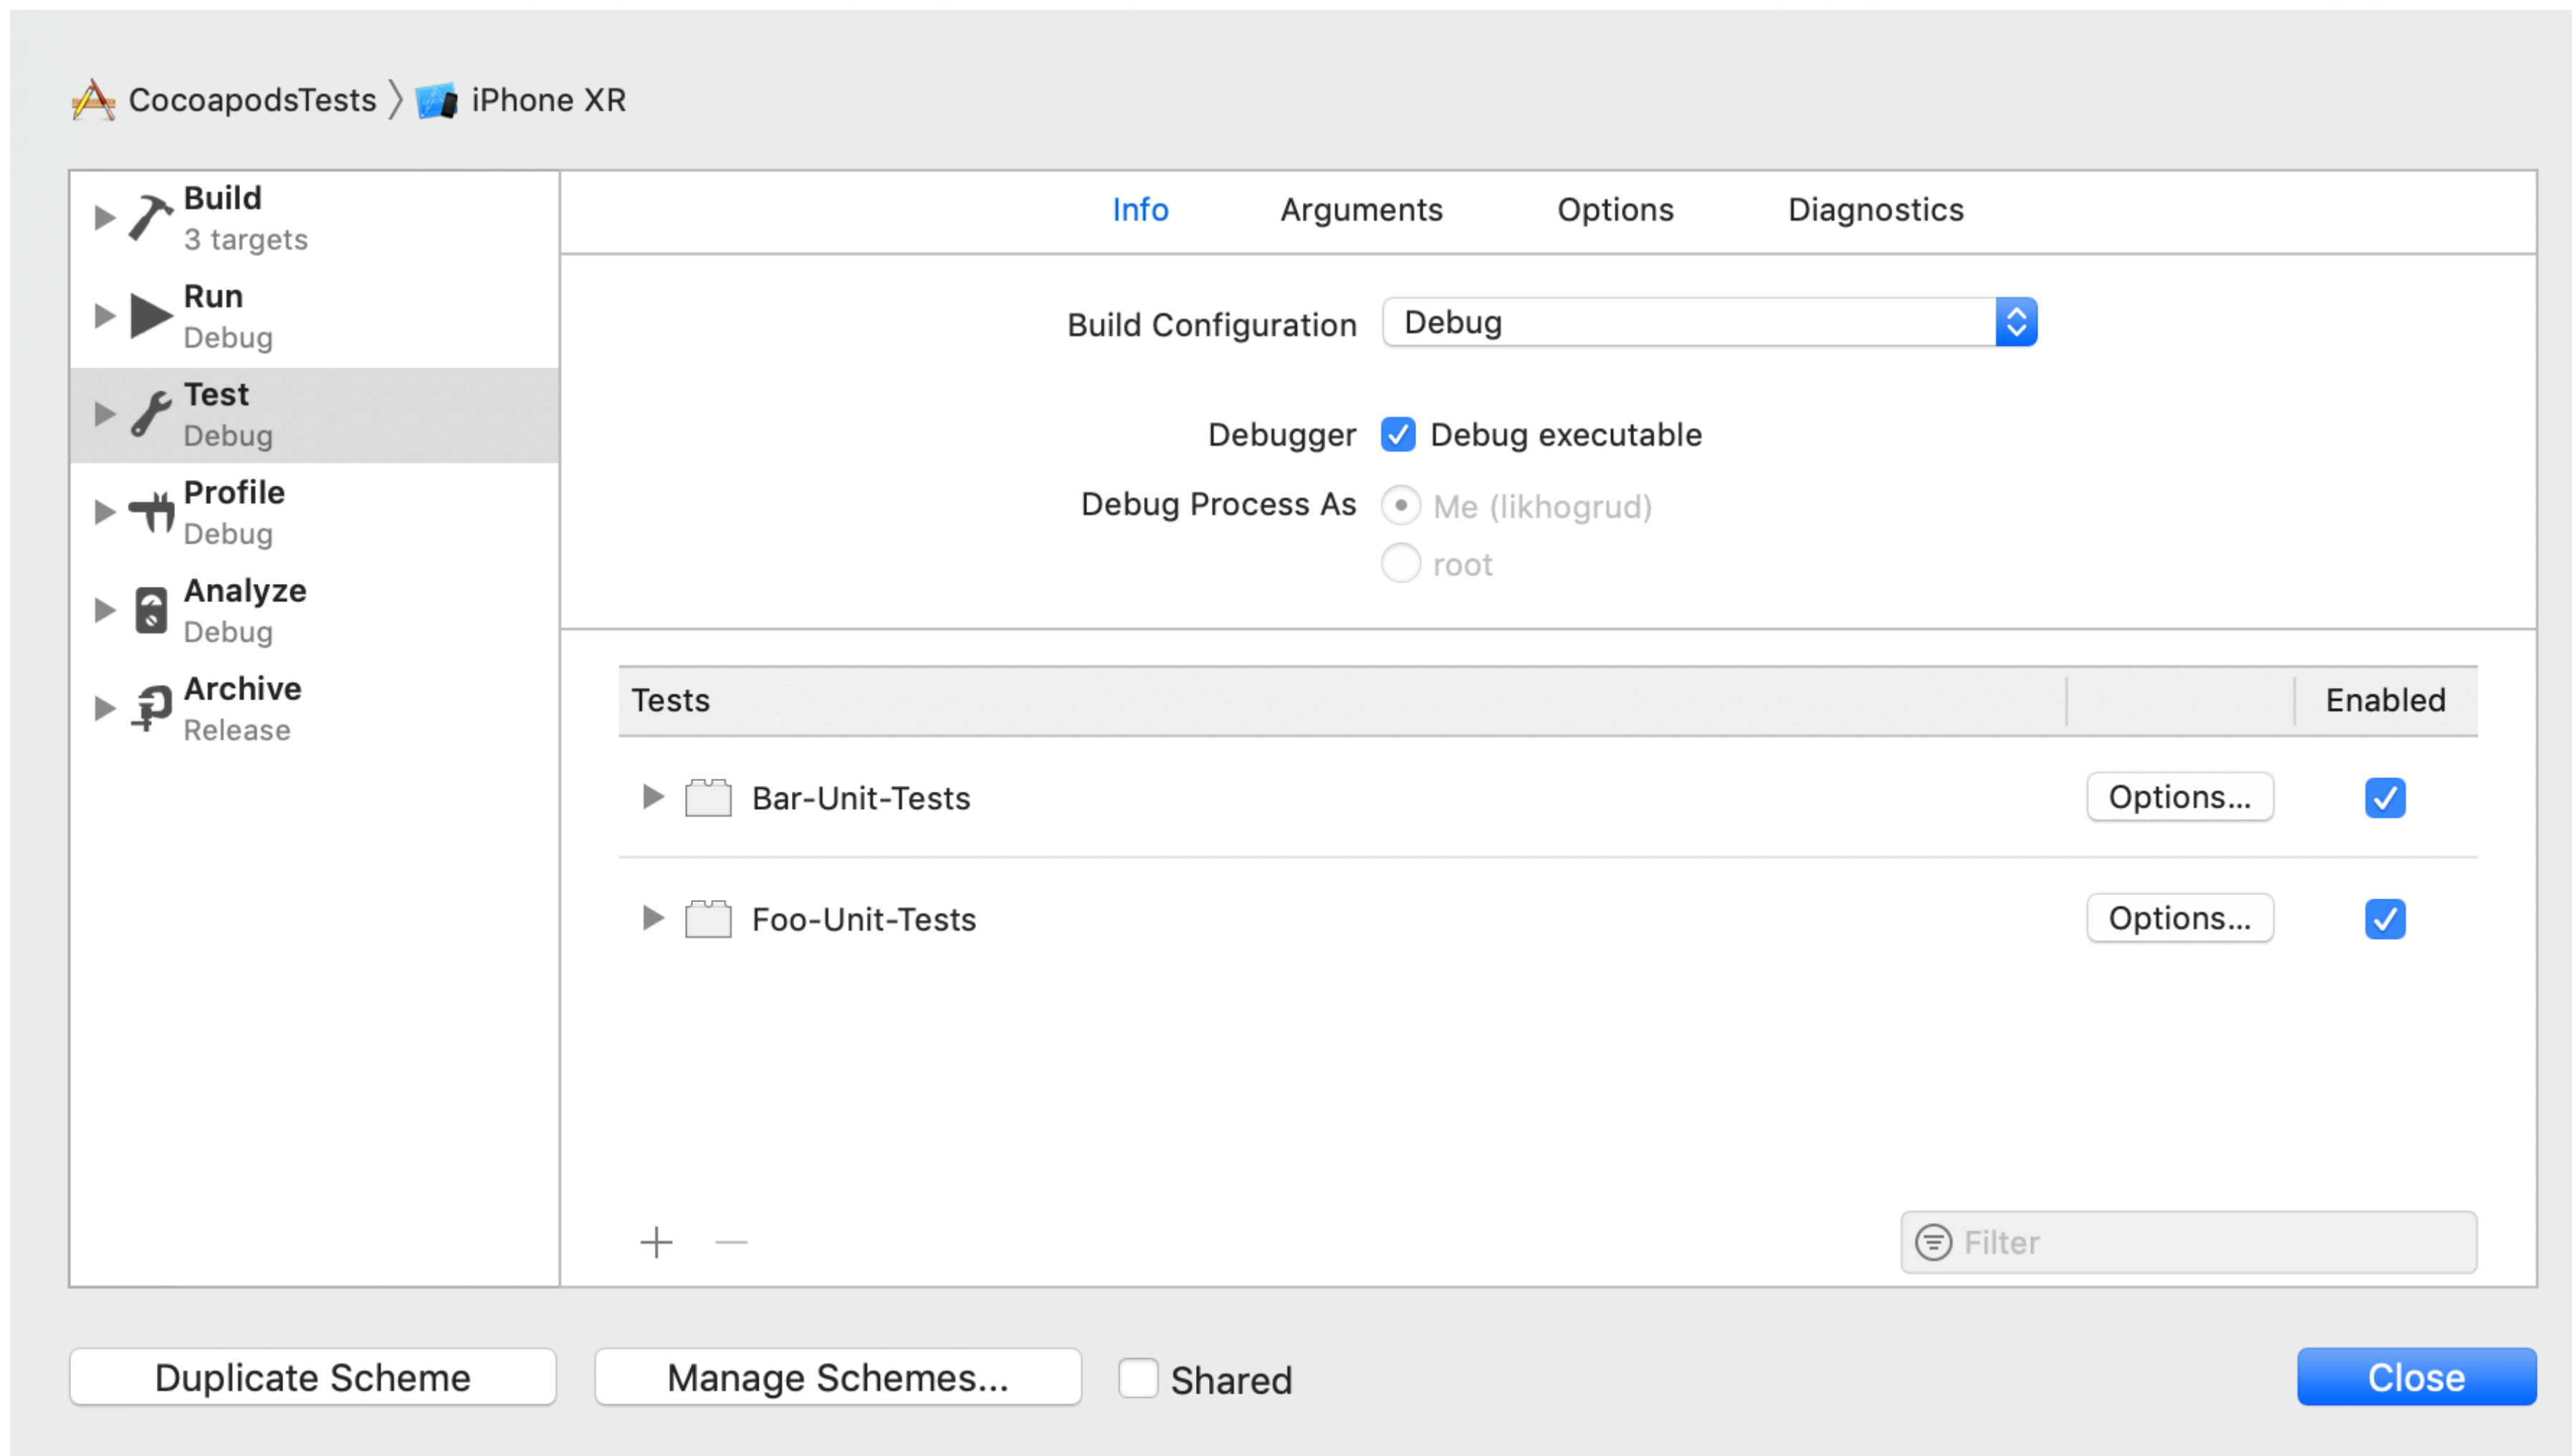 CocoapodsTests
iPhone XR
Build
3 targets
Run
Debug
Test
Debug
Profile
Debug
Analyze
Debug
Archive
Release
Info Arguments Options Diagnostics
Build Configuration Debug
Debugger Debug executable
Debug Process As Me (likhogrud)
root
Tests Enabled
Bar-Unit-Tests Options...
Foo-Unit-Tests Options...
Filter
Duplicate Scheme Manage Schemes... Shared Close